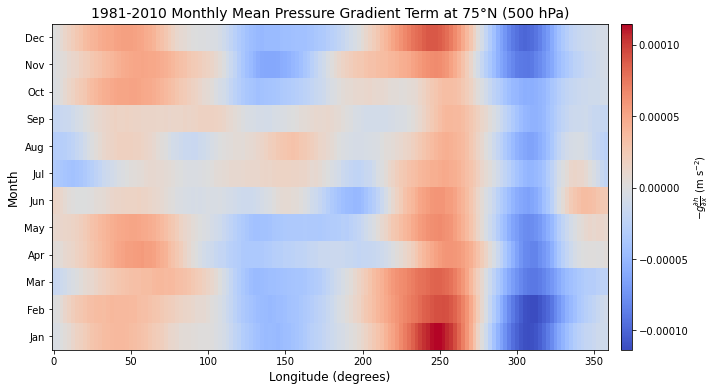 1981-2010 Monthly Mean Pressure Gradient Term at 75°N (500 hPa)
Dec
Nov
Oct
Sep
Aug
Jul
Jun
May
Apr
Mar
Feb
Jan
Month
0
50
100
150
200
250
300
350
Longitude (degrees)
0.00010
0.00005
0.00000
−0.00005
−0.00010
−g∂h/∂x (m s⁻²)